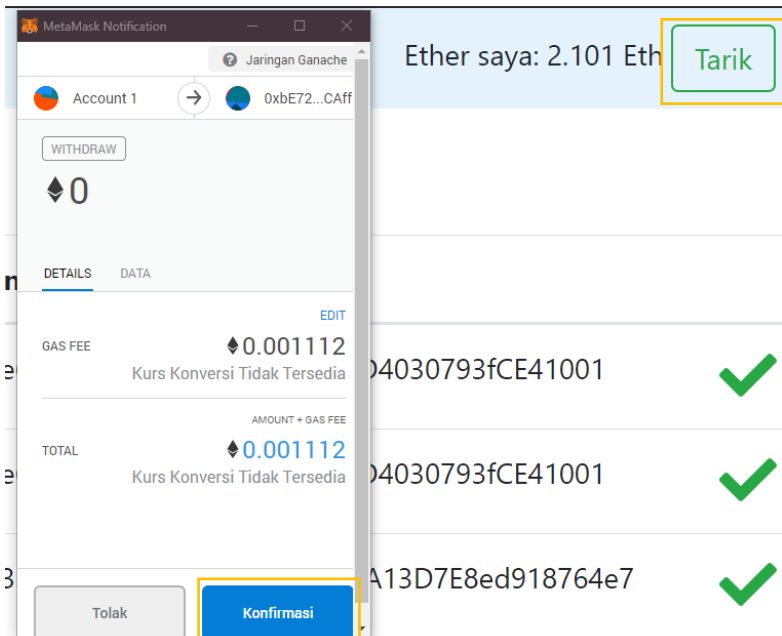 MetaMask Notification
Jaringan Ganache
Ether saya: 2.101 Eth
Tarik
Account 1
0xbE72...CAff
WITHDRAW
0
DETAILS DATA
EDIT
GAS FEE
0.001112
Kurs Konversi Tidak Tersedia
D4030793fCE41001
AMOUNT + GAS FEE
TOTAL
0.001112
Kurs Konversi Tidak Tersedia
D4030793fCE41001
A13D7E8ed918764e7
Tolak
Konfirmasi